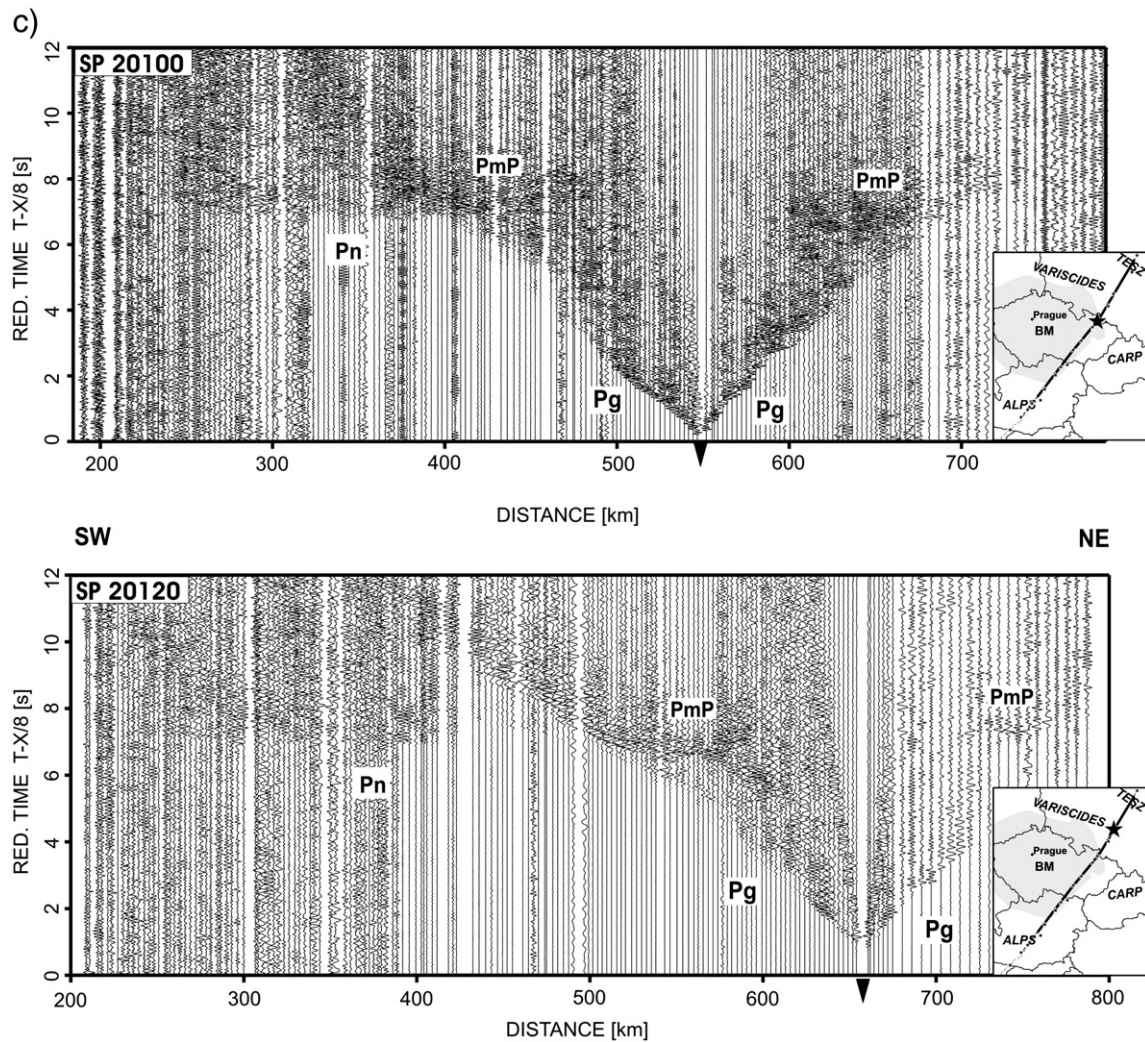 c)
SP 20100
RED. TIME T-X/8 [s]
12
10
8
6
4
2
0
PmP
PmP
Pn
Pg
Pg
200
300
400
500
600
700
VARISCIDES
TES2
Prague
BM
CARP
ALPS
DISTANCE [km]
SW
NE
SP 20120
RED. TIME T-X/8 [s]
12
10
8
6
4
2
0
PmP
PmP
Pn
Pg
Pg
VARISCIDES
TES2
Prague
BM
CARP
ALPS
200
300
400
500
600
700
800
DISTANCE [km]